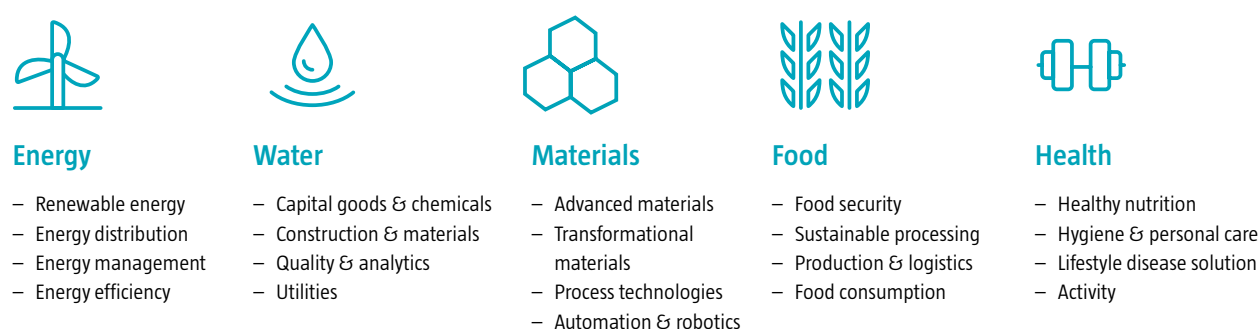 Energy
– Renewable energy
– Energy distribution
– Energy management
– Energy efficiency
Water
– Capital goods & chemicals
– Construction & materials
– Quality & analytics
– Utilities
Materials
– Advanced materials
– Transformational
materials
– Process technologies
– Automation & robotics
Food
– Food security
– Sustainable processing
– Production & logistics
– Food consumption
Health
– Healthy nutrition
– Hygiene & personal care
– Lifestyle disease solution
– Activity